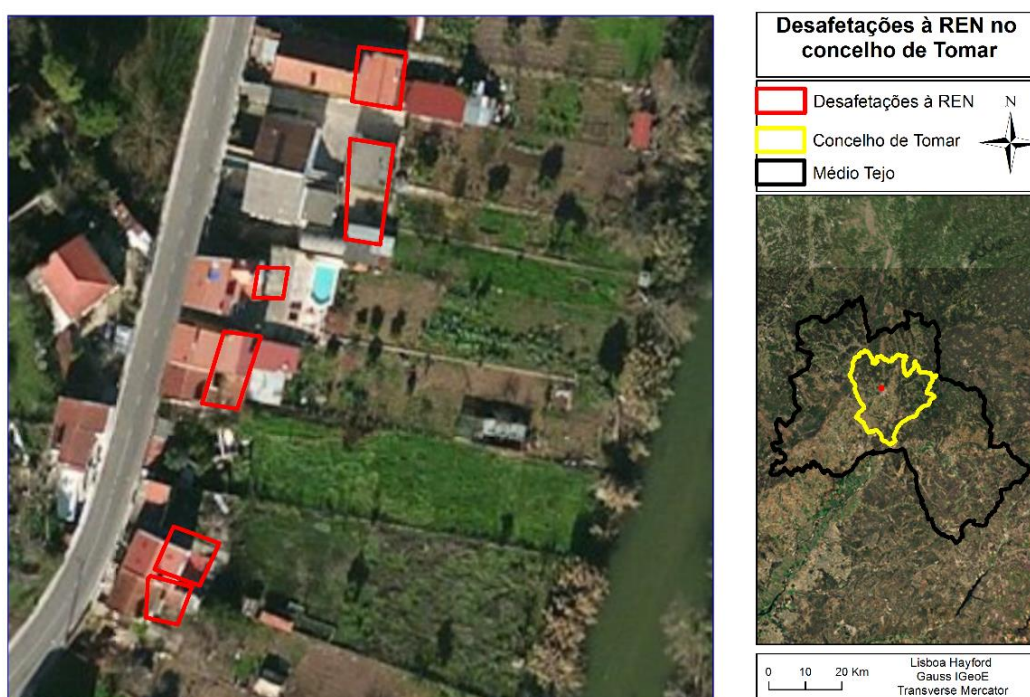 Desafetações à REN no
concelho de Tomar
Desafetações à REN
N
Concelho de Tomar
Médio Tejo
0 10 20 Km
Lisboa Hayford
Gauss IGeoE
Transverse Mercator